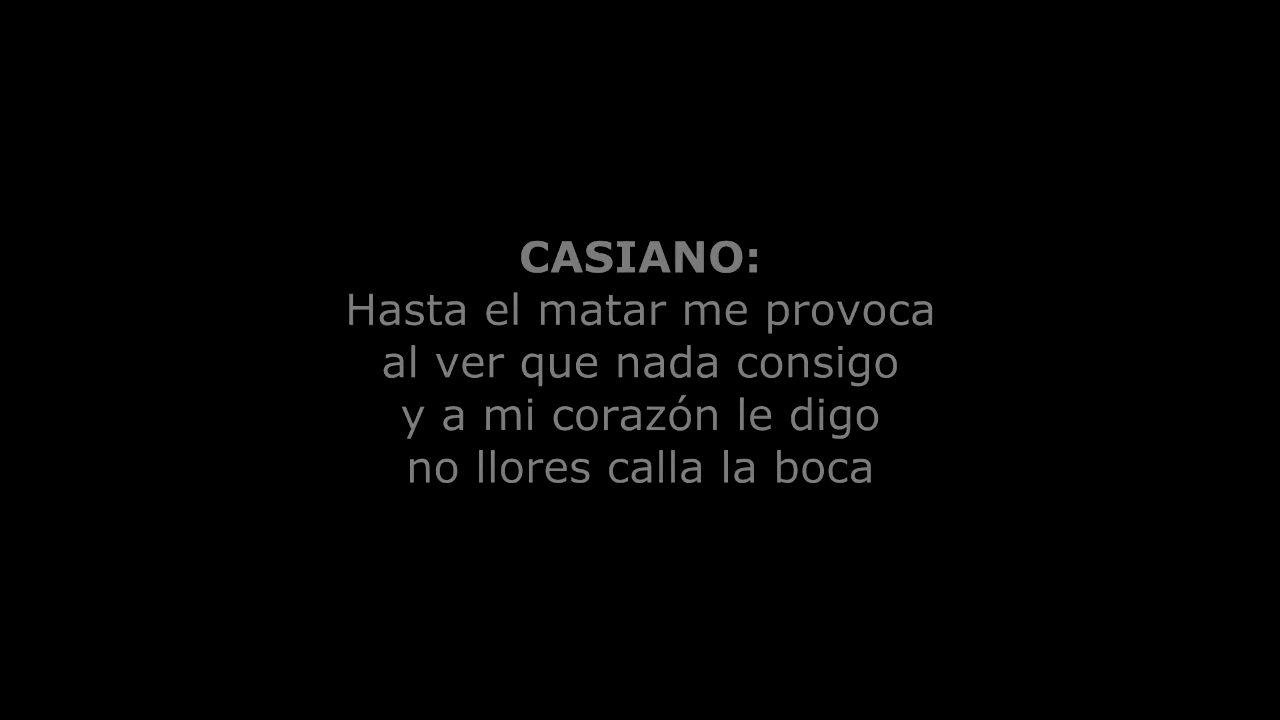 CASIANO:
Hasta el matar me provoca
al ver que nada consigo
y a mi corazón le digo
no llores calla la boca